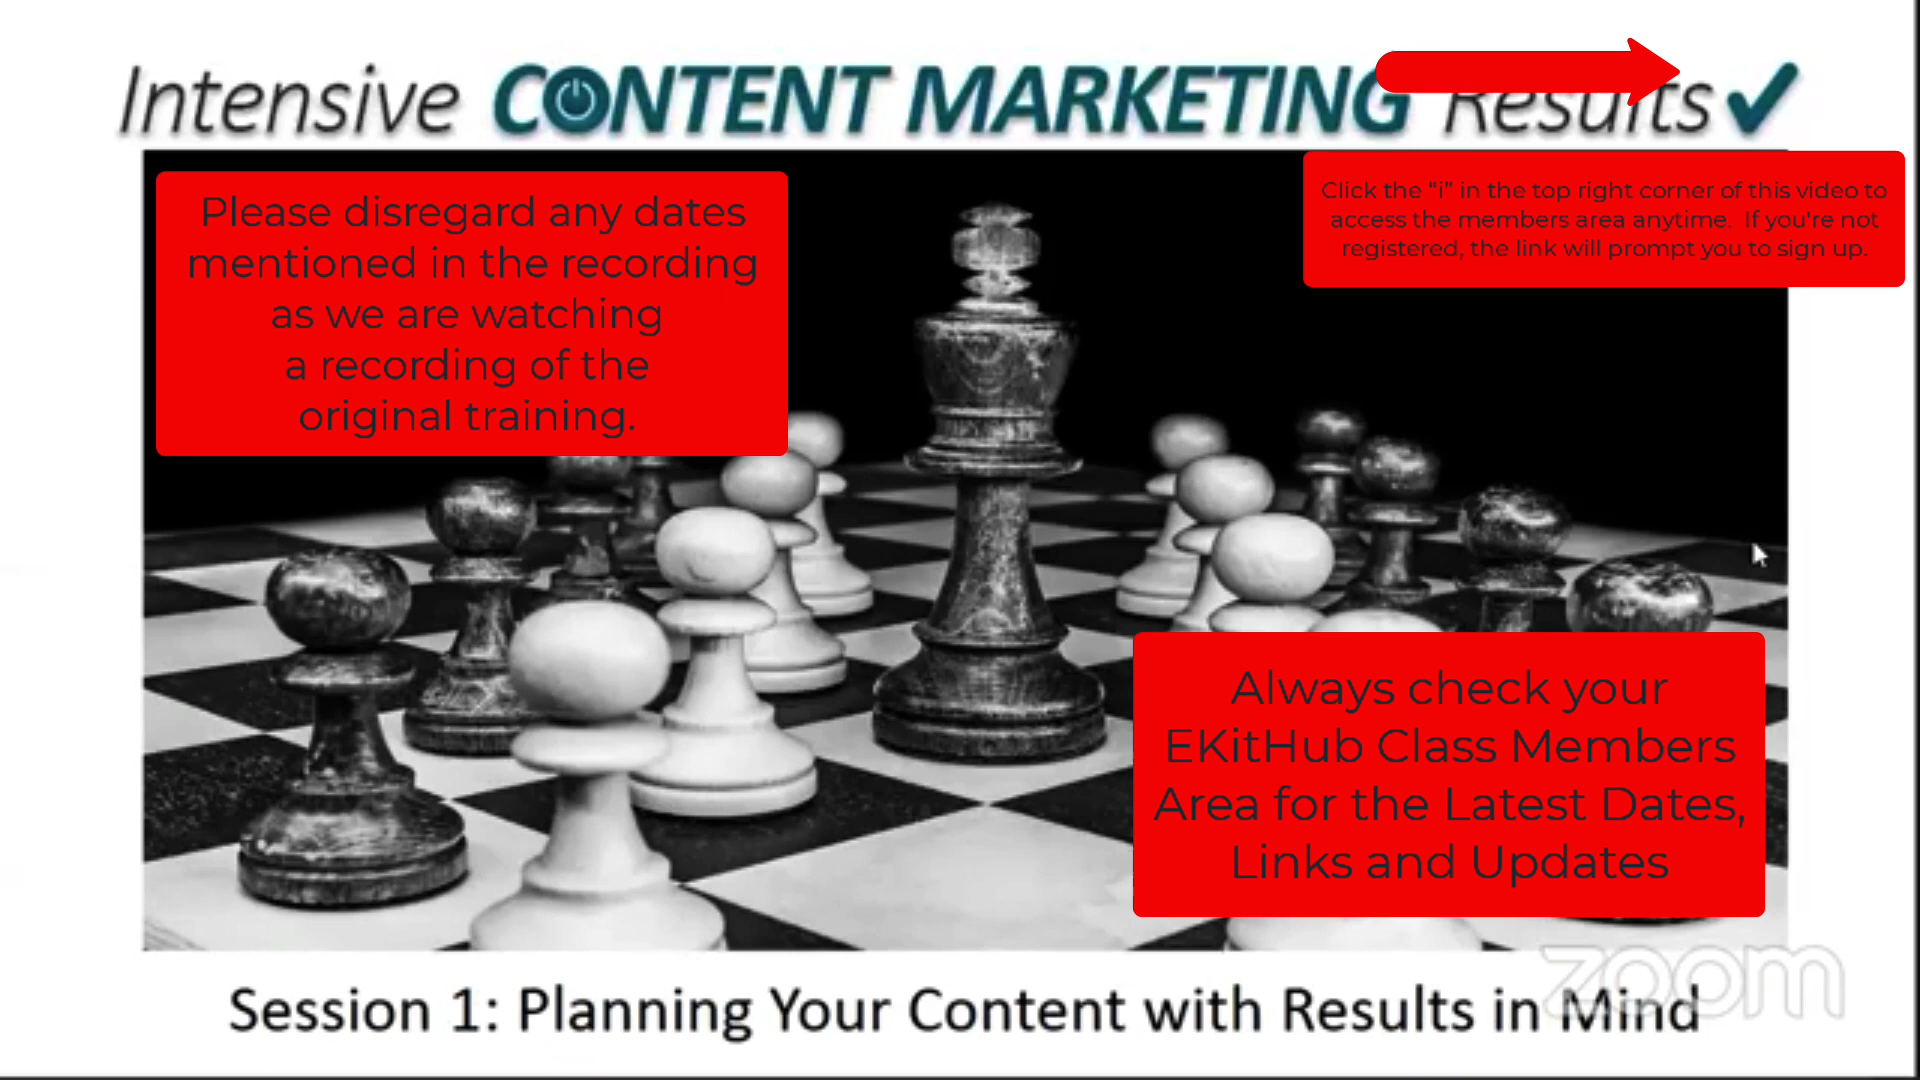 Intensive CONTENT MARKETING Results
Please disregard any dates
mentioned in the recording
as we are watching
a recording of the
original training.
Click the "i" in the top right corner of this video to
access the members area anytime. If you're not
registered, the link will prompt you to sign up.
Always check your
EKitHub Class Members
Area for the Latest Dates,
Links and Updates
zoom
Session 1: Planning Your Content with Results in Mind